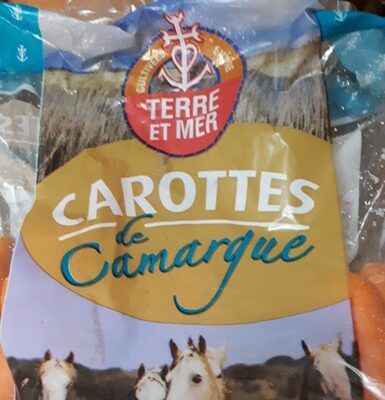 TERRE
ET MER
CAROTTES
de
Camargue